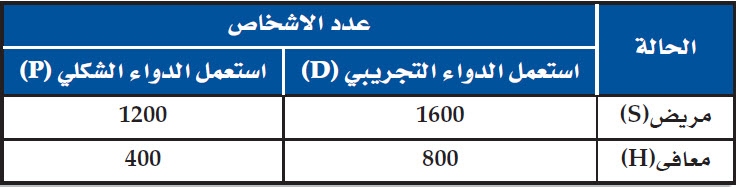 الحالة عدد الاشخاص
استعمل الدواء التجريبي (D) استعمل الدواء الشكلي (P)
مريض(S) 1600 1200
معافى(H) 800 400